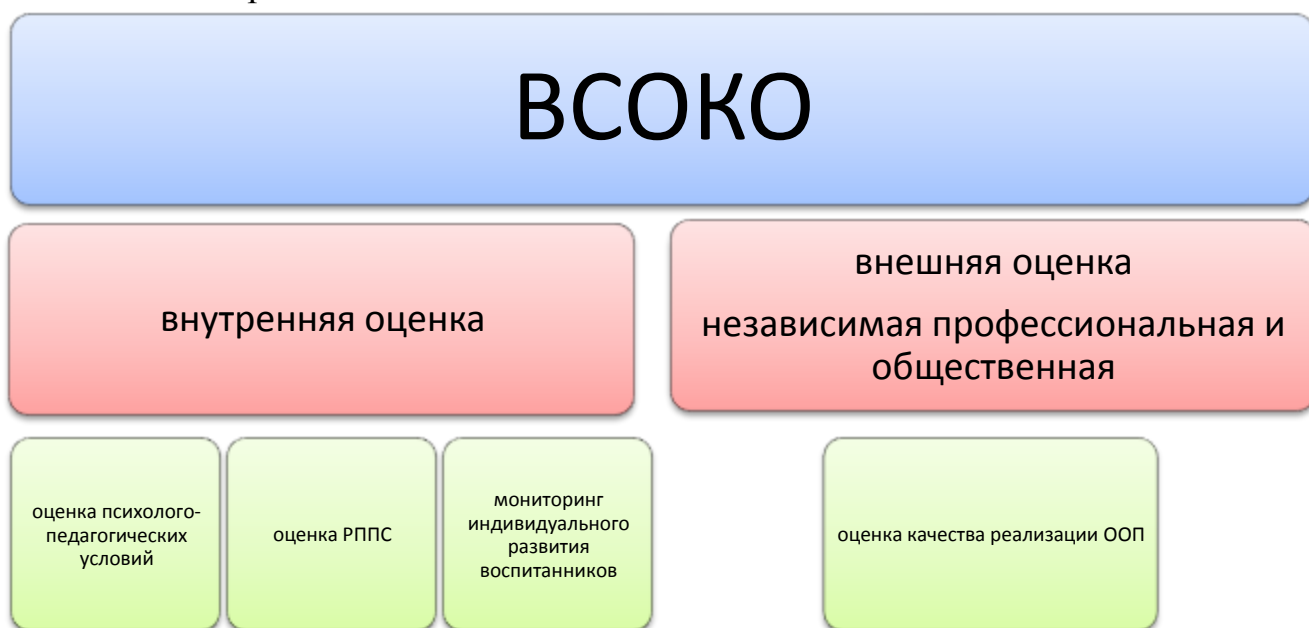 ВСОКО
внутренняя оценка
внешняя оценка
независимая профессиональная и
общественная
оценка психолого-
педагогических
условий
оценка РППС
мониторинг
индивидуального
развития
воспитанников
оценка качества реализации ООП